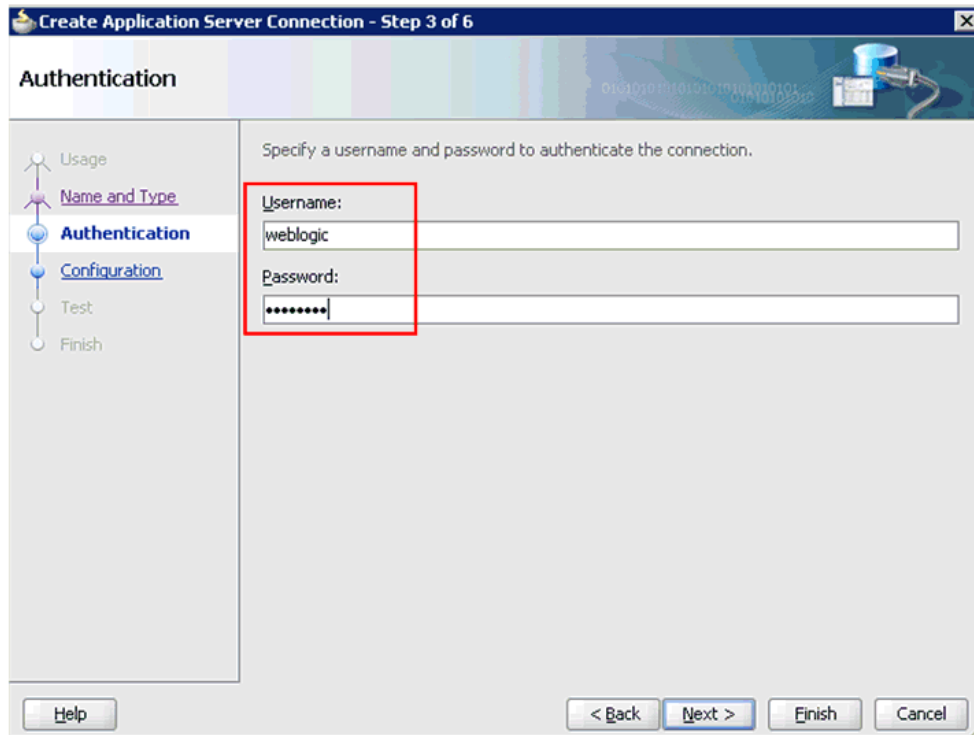 Create Application Server Connection - Step 3 of 6
Authentication
Usage
Name and Type
Authentication
Configuration
Test
Finish
Specify a username and password to authenticate the connection.
Username:
weblogic
Password:
••••••••
Help
< Back
Next >
Finish
Cancel